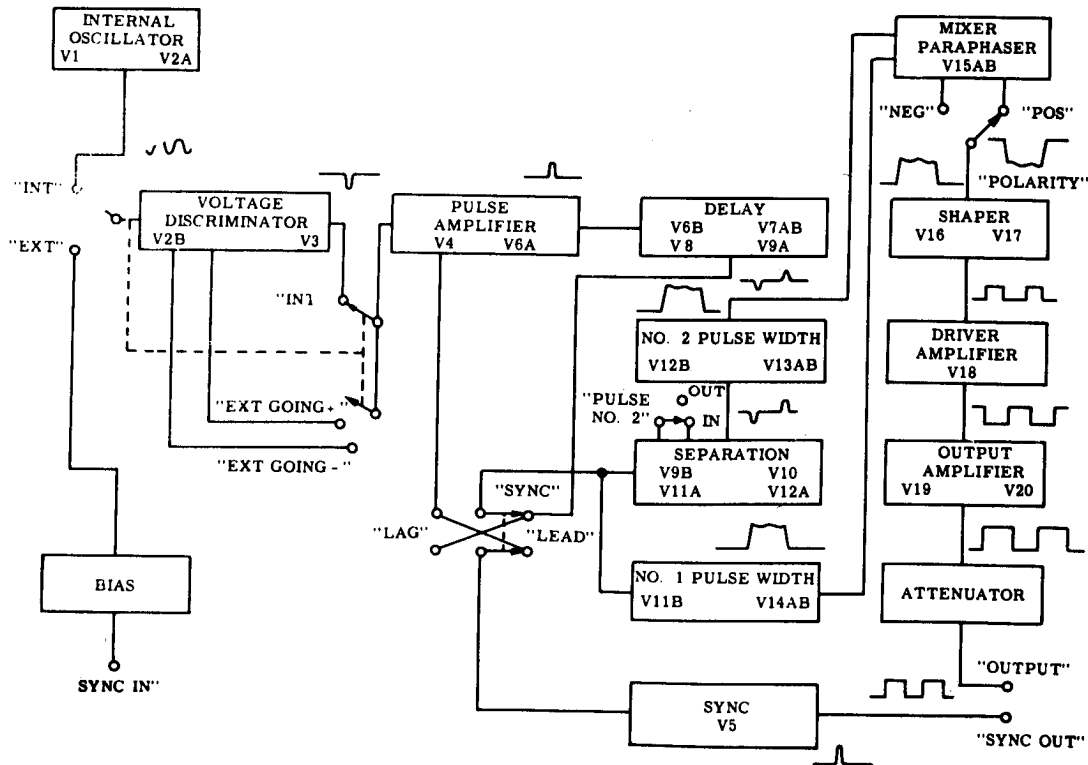 INTERNAL
OSCILLATOR
V1 V2A
"INT"
"EXT"
VOLTAGE
DISCRIMINATOR
V2B V3
"INT
"EXT GOING+"
"EXT GOING-"
BIAS
SYNC IN"
PULSE
AMPLIFIER
V4 V6A
DELAY
V6B V7AB
V8 V9A
NO. 2 PULSE WIDTH
V12B V13AB
"PULSE
NO. 2"
OUT
IN
SEPARATION
V9B V10
V11A V12A
"SYNC"
"LAG"
"LEAD"
NO. 1 PULSE WIDTH
V11B V14AB
SYNC
V5
MIXER
PARAPHASER
V15AB
"NEG"
"POS"
"POLARITY"
SHAPER
V16 V17
DRIVER
AMPLIFIER
V18
OUTPUT
AMPLIFIER
V19 V20
ATTENUATOR
"OUTPUT"
"SYNC OUT"